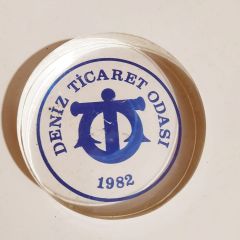 DENİZ TİCARET ODASI
1982